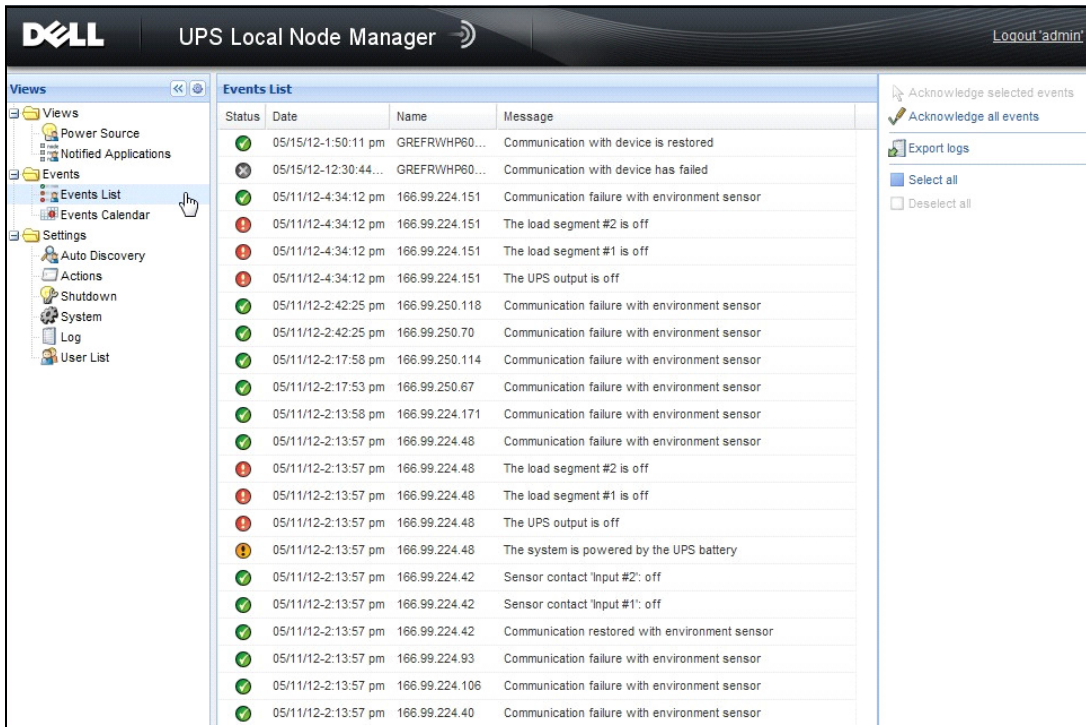 DELL
UPS Local Node Manager
Logout 'admin'
Views
Views
Power Source
Notified Applications
Events
Events List
Events Calendar
Settings
Auto Discovery
Actions
Shutdown
System
Log
User List
Events List
Status Date Name Message
05/15/12-1:50:11 pm GREFRWHP60... Communication with device is restored
05/15/12-12:30:44... GREFRWHP60... Communication with device has failed
05/11/12-4:34:12 pm 166.99.224.151 Communication failure with environment sensor
05/11/12-4:34:12 pm 166.99.224.151 The load segment #2 is off
05/11/12-4:34:12 pm 166.99.224.151 The load segment #1 is off
05/11/12-4:34:12 pm 166.99.224.151 The UPS output is off
05/11/12-2:42:25 pm 166.99.250.118 Communication failure with environment sensor
05/11/12-2:42:25 pm 166.99.250.70 Communication failure with environment sensor
05/11/12-2:17:58 pm 166.99.250.114 Communication failure with environment sensor
05/11/12-2:17:53 pm 166.99.250.67 Communication failure with environment sensor
05/11/12-2:13:58 pm 166.99.224.171 Communication failure with environment sensor
05/11/12-2:13:57 pm 166.99.224.48 Communication failure with environment sensor
05/11/12-2:13:57 pm 166.99.224.48 The load segment #2 is off
05/11/12-2:13:57 pm 166.99.224.48 The load segment #1 is off
05/11/12-2:13:57 pm 166.99.224.48 The UPS output is off
05/11/12-2:13:57 pm 166.99.224.48 The system is powered by the UPS battery
05/11/12-2:13:57 pm 166.99.224.42 Sensor contact 'Input #2': off
05/11/12-2:13:57 pm 166.99.224.42 Sensor contact 'Input #1': off
05/11/12-2:13:57 pm 166.99.224.42 Communication restored with environment sensor
05/11/12-2:13:57 pm 166.99.224.93 Communication failure with environment sensor
05/11/12-2:13:57 pm 166.99.224.106 Communication failure with environment sensor
05/11/12-2:13:57 pm 166.99.224.40 Communication failure with environment sensor
Acknowledge selected events
Acknowledge all events
Export logs
Select all
Deselect all